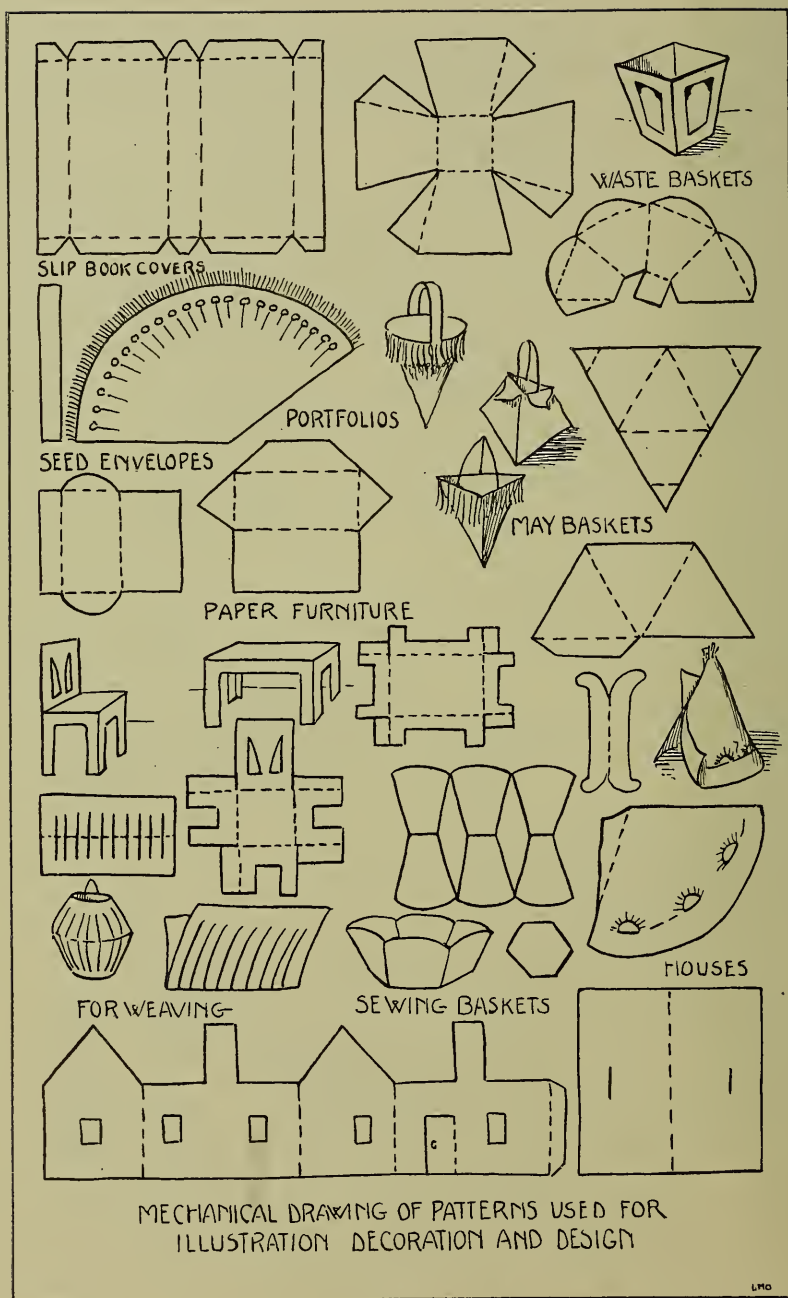 WASTE BASKETS
SLIP BOOK COVERS
PORTFOLIOS
SEED ENVELOPES
MAY BASKETS
PAPER FURNITURE
HOUSES
FOR WEAVING
SEWING BASKETS
MECHANICAL DRAWING OF PATTERNS USED FOR
ILLUSTRATION DECORATION AND DESIGN
LMO